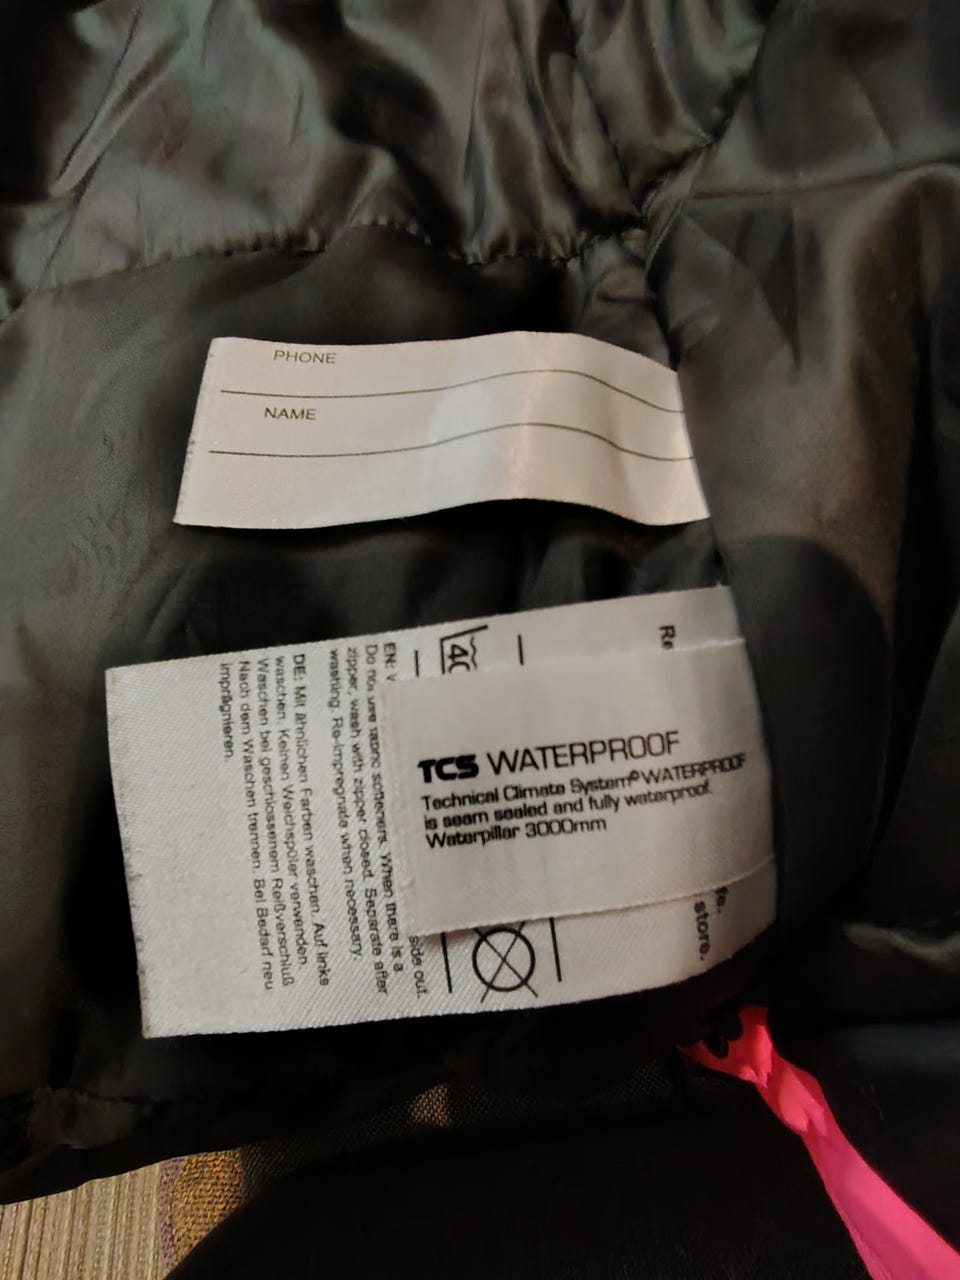 PHONE
NAME
TCS WATERPROOF
Technical Climate System® WATERPROOF
is seam sealed and fully waterproof.
Waterpillar 3000mm
40
Re
store.
EN:
side out.
Do not use fabric softeners. When there is a
zipper, wash with zipper closed. Separate after
washing. Re-impregnate when necessary.
DE: Mit ähnlichen Farben waschen. Auf links
waschen. Keinen Weichspüler verwenden.
Waschen bei geschlossenem Reißverschluß
Nach dem Waschen trennen. Bei Bedarf neu
imprägnieren.